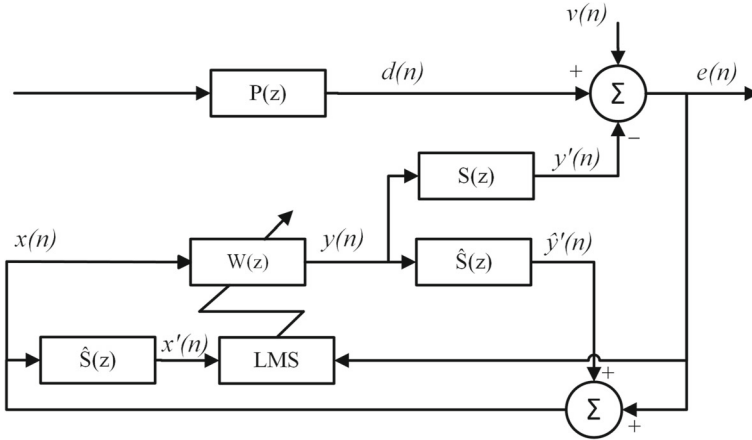 v(n)
d(n)
+
e(n)
P(z)
Σ
−
y'(n)
S(z)
x(n)
y(n)
ŷ'(n)
W(z)
Ŝ(z)
x'(n)
Ŝ(z)
LMS
+
Σ
+